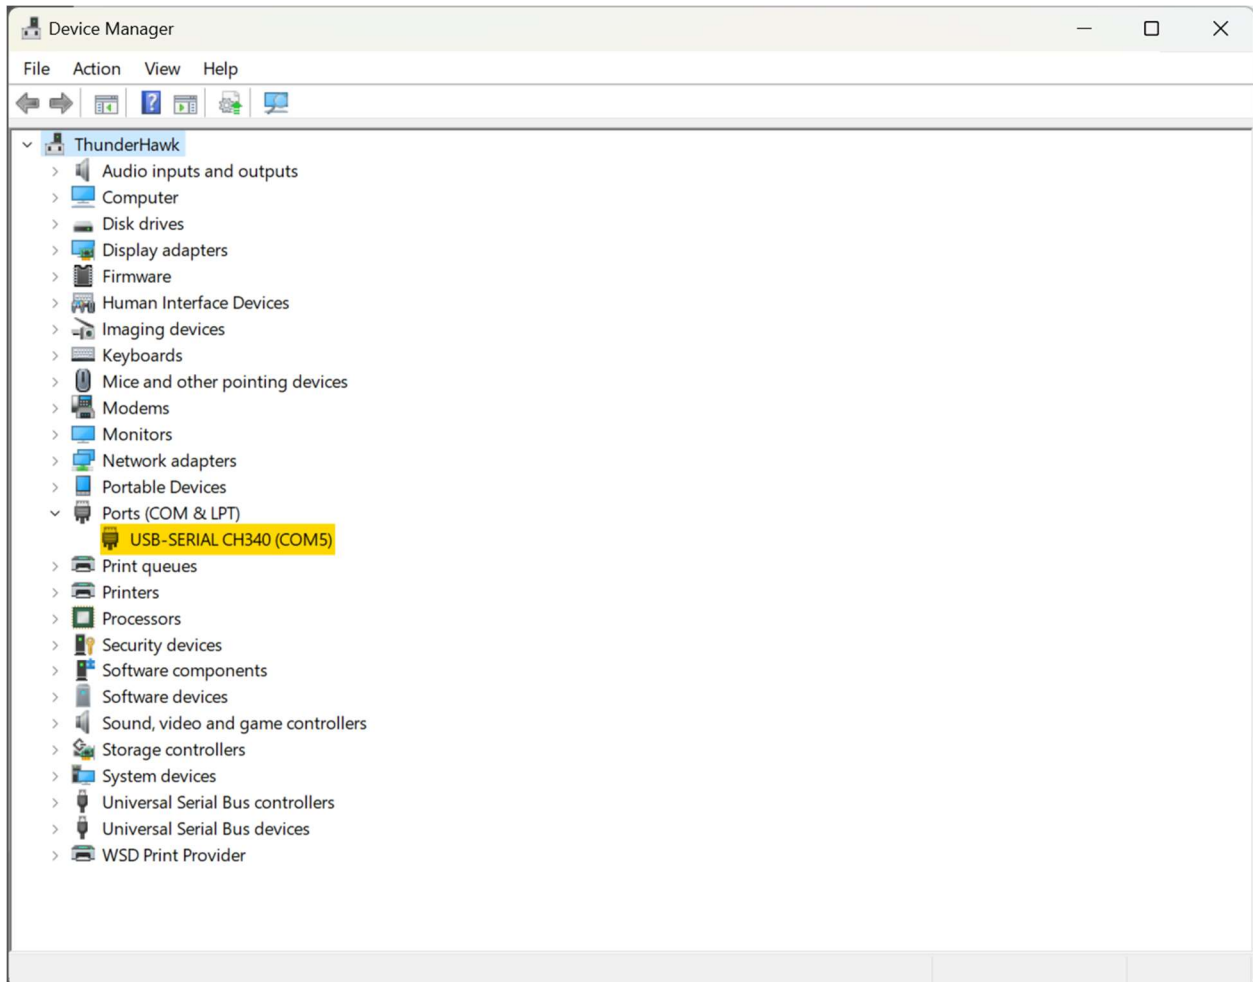 Device Manager
File Action View Help
ThunderHawk
Audio inputs and outputs
Computer
Disk drives
Display adapters
Firmware
Human Interface Devices
Imaging devices
Keyboards
Mice and other pointing devices
Modems
Monitors
Network adapters
Portable Devices
Ports (COM & LPT)
USB-SERIAL CH340 (COM5)
Print queues
Printers
Processors
Security devices
Software components
Software devices
Sound, video and game controllers
Storage controllers
System devices
Universal Serial Bus controllers
Universal Serial Bus devices
WSD Print Provider